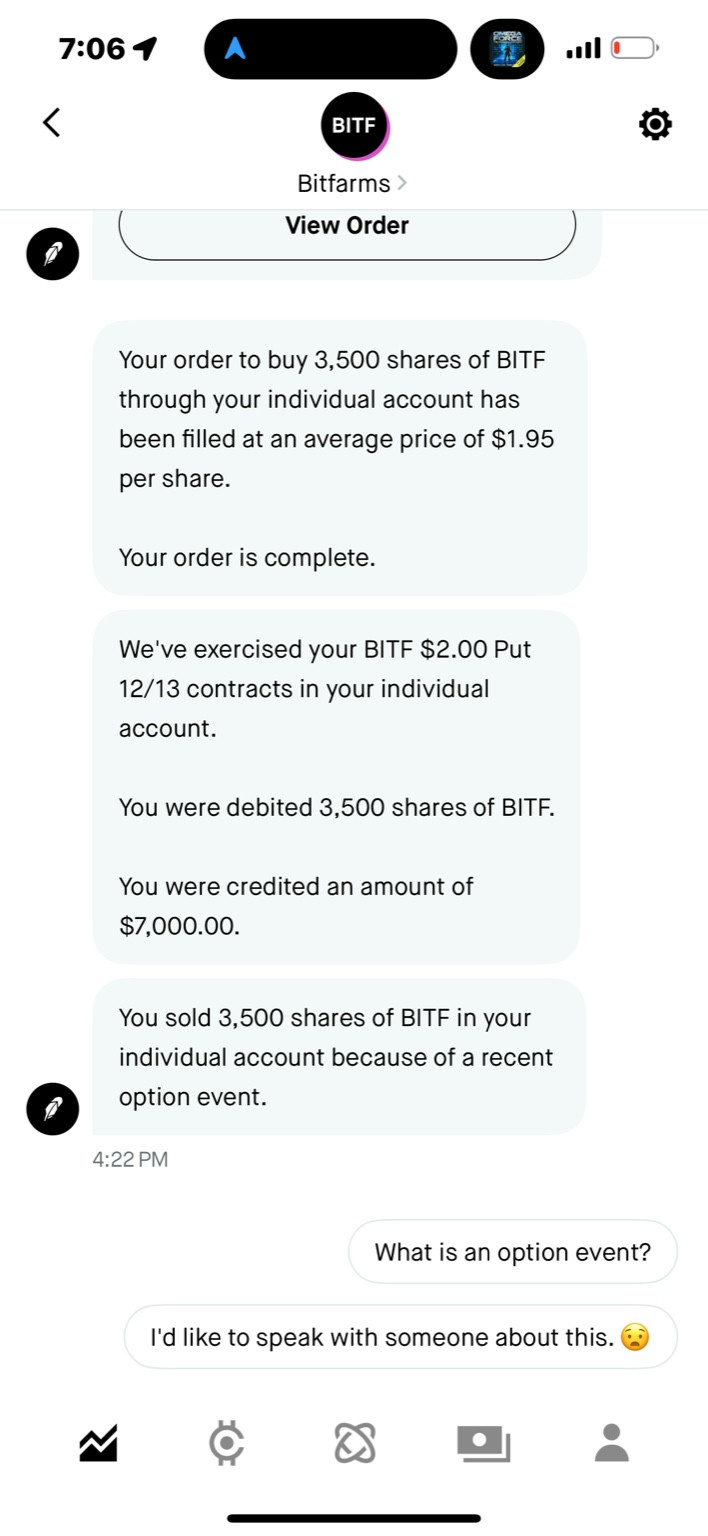 7:06
OMEGA
FORCE
BITF
Bitfarms
View Order
Your order to buy 3,500 shares of BITF
through your individual account has
been filled at an average price of $1.95
per share.
Your order is complete.
We've exercised your BITF $2.00 Put
12/13 contracts in your individual
account.
You were debited 3,500 shares of BITF.
You were credited an amount of
$7,000.00.
You sold 3,500 shares of BITF in your
individual account because of a recent
option event.
4:22 PM
What is an option event?
I'd like to speak with someone about this. 😧